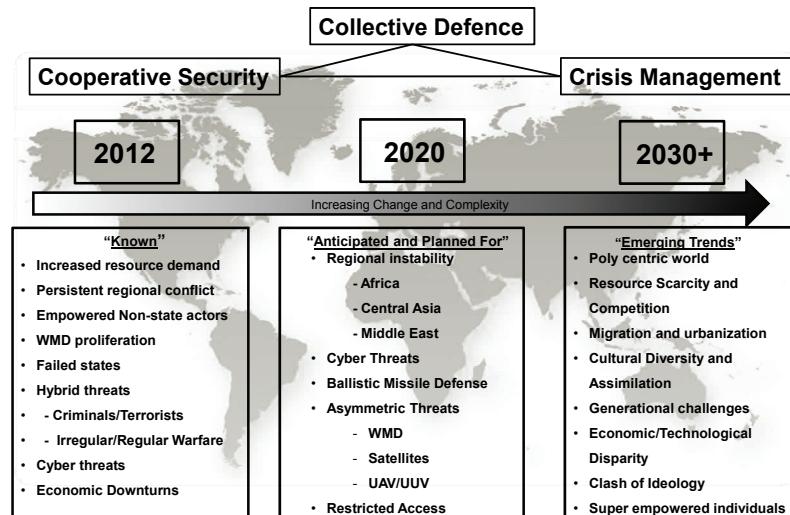 Collective Defence
Cooperative Security
Crisis Management
2012
2020
2030+
Increasing Change and Complexity
“Known”
• Increased resource demand
• Persistent regional conflict
• Empowered Non-state actors
• WMD proliferation
• Failed states
• Hybrid threats
• - Criminals/Terrorists
• - Irregular/Regular Warfare
• Cyber threats
• Economic Downturns
“Anticipated and Planned For”
• Regional instability
- Africa
- Central Asia
- Middle East
• Cyber Threats
• Ballistic Missile Defense
• Asymmetric Threats
- WMD
- Satellites
- UAV/UUV
• Restricted Access
“Emerging Trends”
• Poly centric world
• Resource Scarcity and
Competition
• Migration and urbanization
• Cultural Diversity and
Assimilation
• Generational challenges
• Economic/Technological
Disparity
• Clash of Ideology
• Super empowered individuals